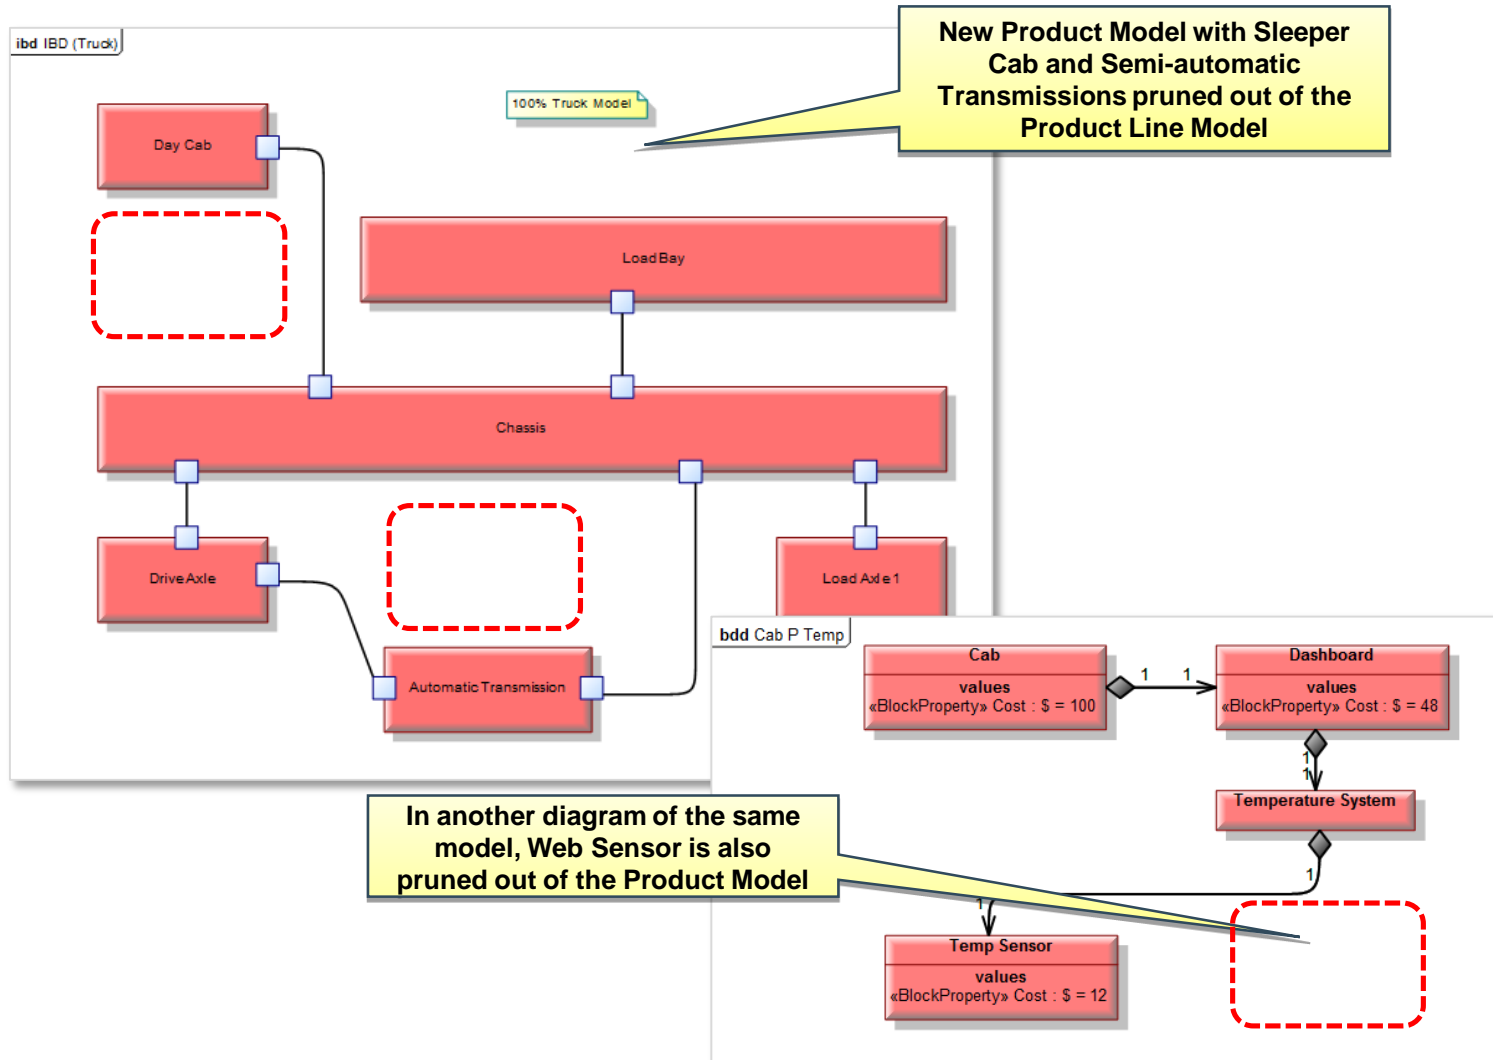 ibd IBD (Truck)
New Product Model with Sleeper
Cab and Semi-automatic
Transmissions pruned out of the
Product Line Model
100% Truck Model
Day Cab
Load Bay
Chassis
Drive Axle
Load Axle 1
Automatic Transmission
bdd Cab P Temp
Cab
values
«BlockProperty» Cost : $ = 100
1
1
Dashboard
values
«BlockProperty» Cost : $ = 48
1
1
Temperature System
1
1
In another diagram of the same
model, Web Sensor is also
pruned out of the Product Model
Temp Sensor
values
«BlockProperty» Cost : $ = 12